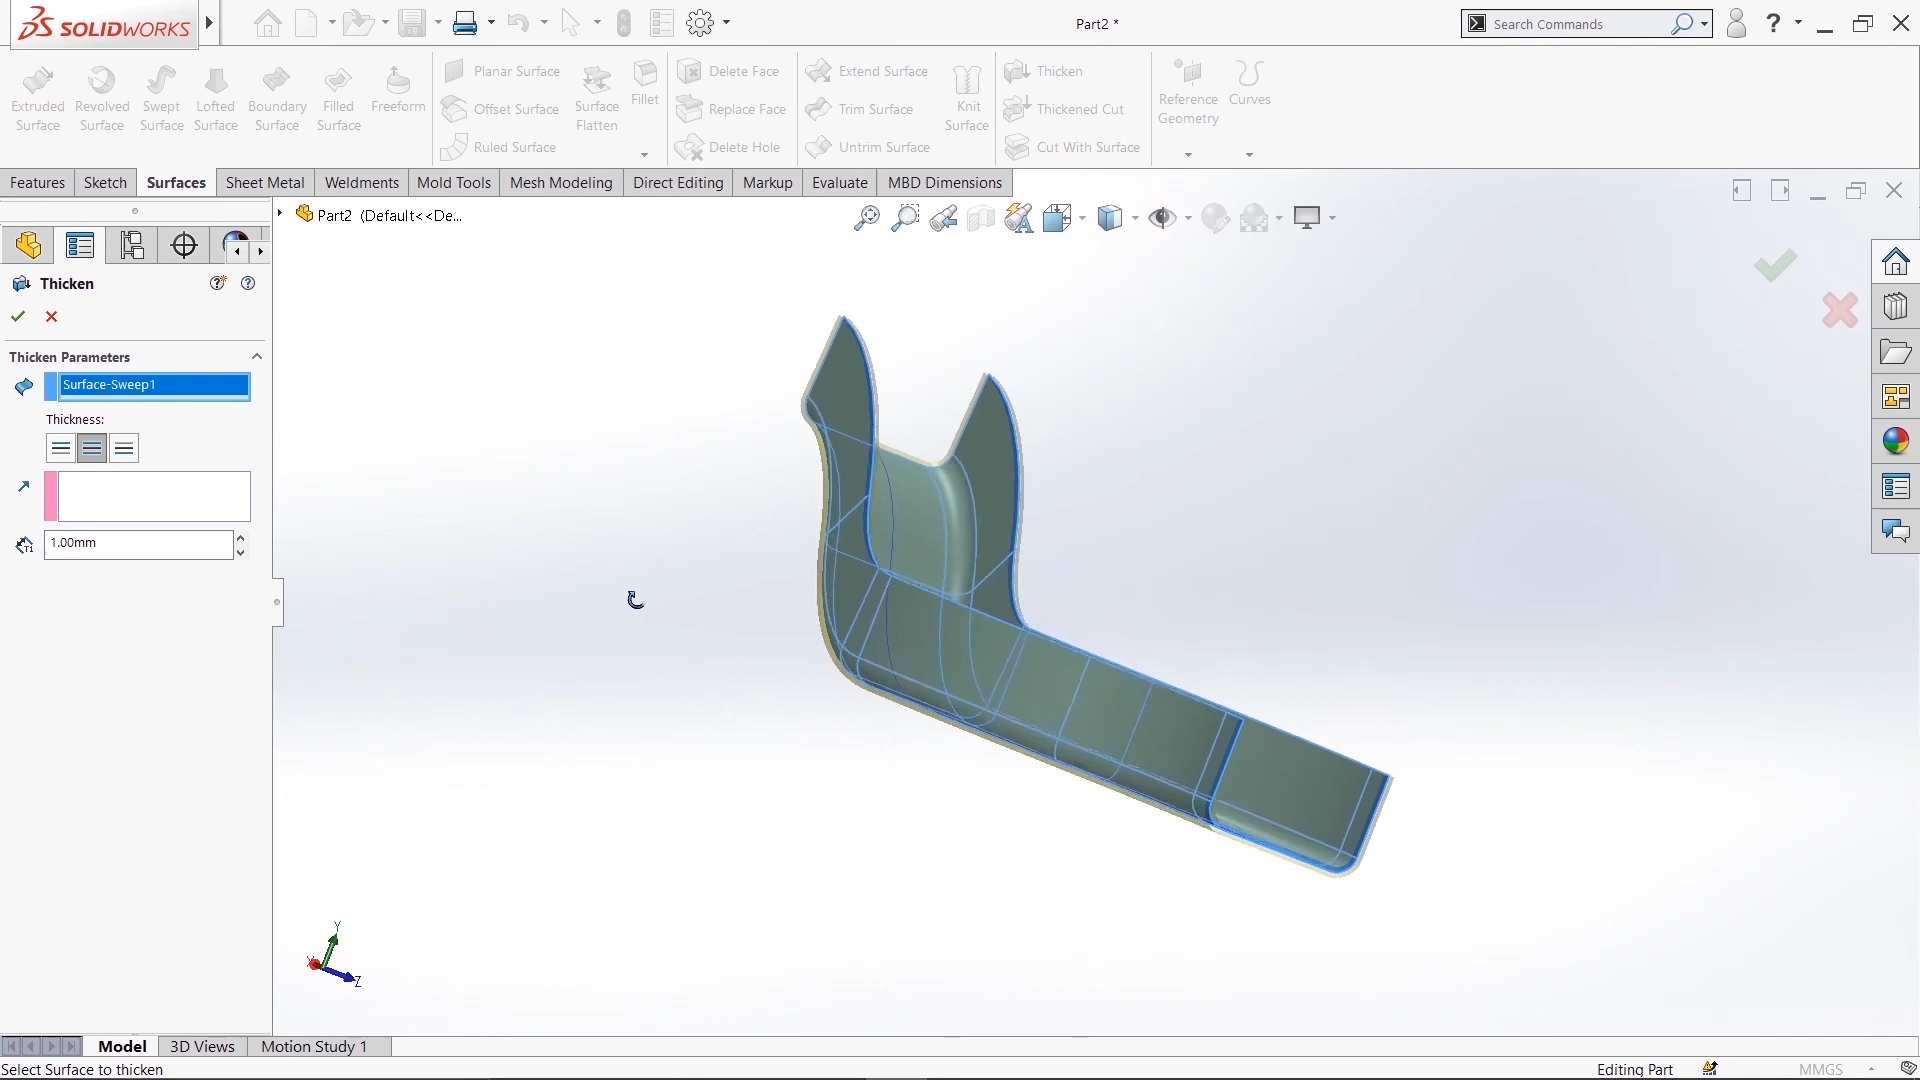 SOLIDWORKS
Part2 *
Search Commands
?
Extruded Surface
Revolved Surface
Swept Surface
Lofted Surface
Boundary Surface
Filled Surface
Freeform
Planar Surface
Offset Surface
Ruled Surface
Surface Flatten
Fillet
Delete Face
Replace Face
Delete Hole
Extend Surface
Trim Surface
Untrim Surface
Knit Surface
Thicken
Thickened Cut
Cut With Surface
Reference Geometry
Curves
Features Sketch Surfaces Sheet Metal Weldments Mold Tools Mesh Modeling Direct Editing Markup Evaluate MBD Dimensions
Part2 (Default<<De...
Thicken
Thicken Parameters
Surface-Sweep1
Thickness:
1.00mm
Y
X
Z
Model 3D Views Motion Study 1
Select Surface to thicken
Editing Part
MMGS